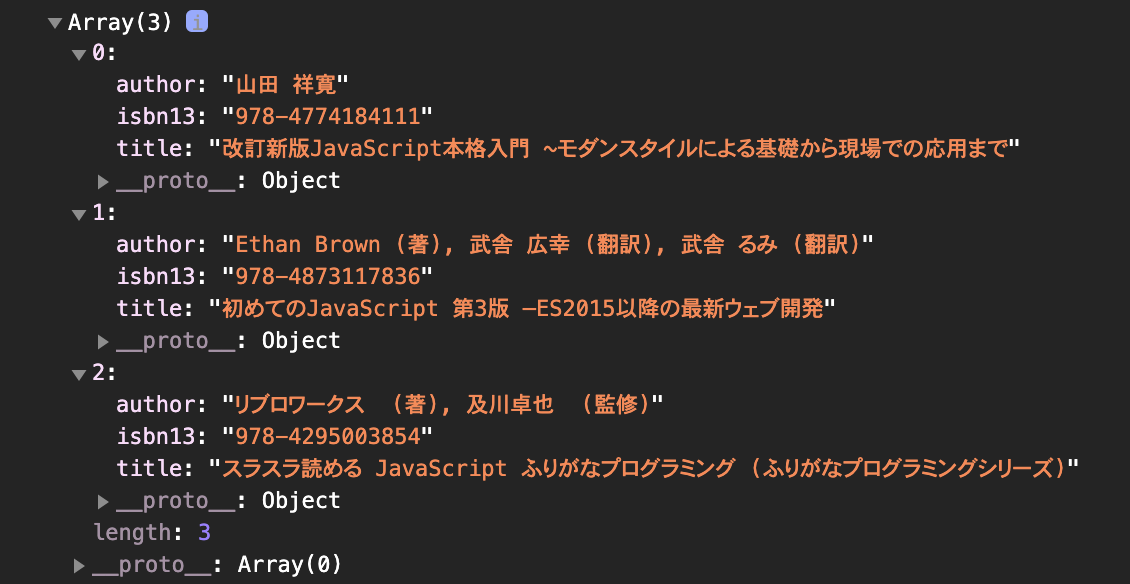 ▼Array(3) i
▼0:
author: "山田 祥寛"
isbn13: "978-4774184111"
title: "改訂新版JavaScript本格入門 ~モダンスタイルによる基礎から現場での応用まで"
▶__proto__: Object
▼1:
author: "Ethan Brown (著), 武舎 広幸 (翻訳), 武舎 るみ (翻訳)"
isbn13: "978-4873117836"
title: "初めてのJavaScript 第3版 ―ES2015以降の最新ウェブ開発"
▶__proto__: Object
▼2:
author: "リブロワークス　(著), 及川卓也　(監修)"
isbn13: "978-4295003854"
title: "スラスラ読める JavaScript ふりがなプログラミング (ふりがなプログラミングシリーズ)"
▶__proto__: Object
length: 3
▶__proto__: Array(0)